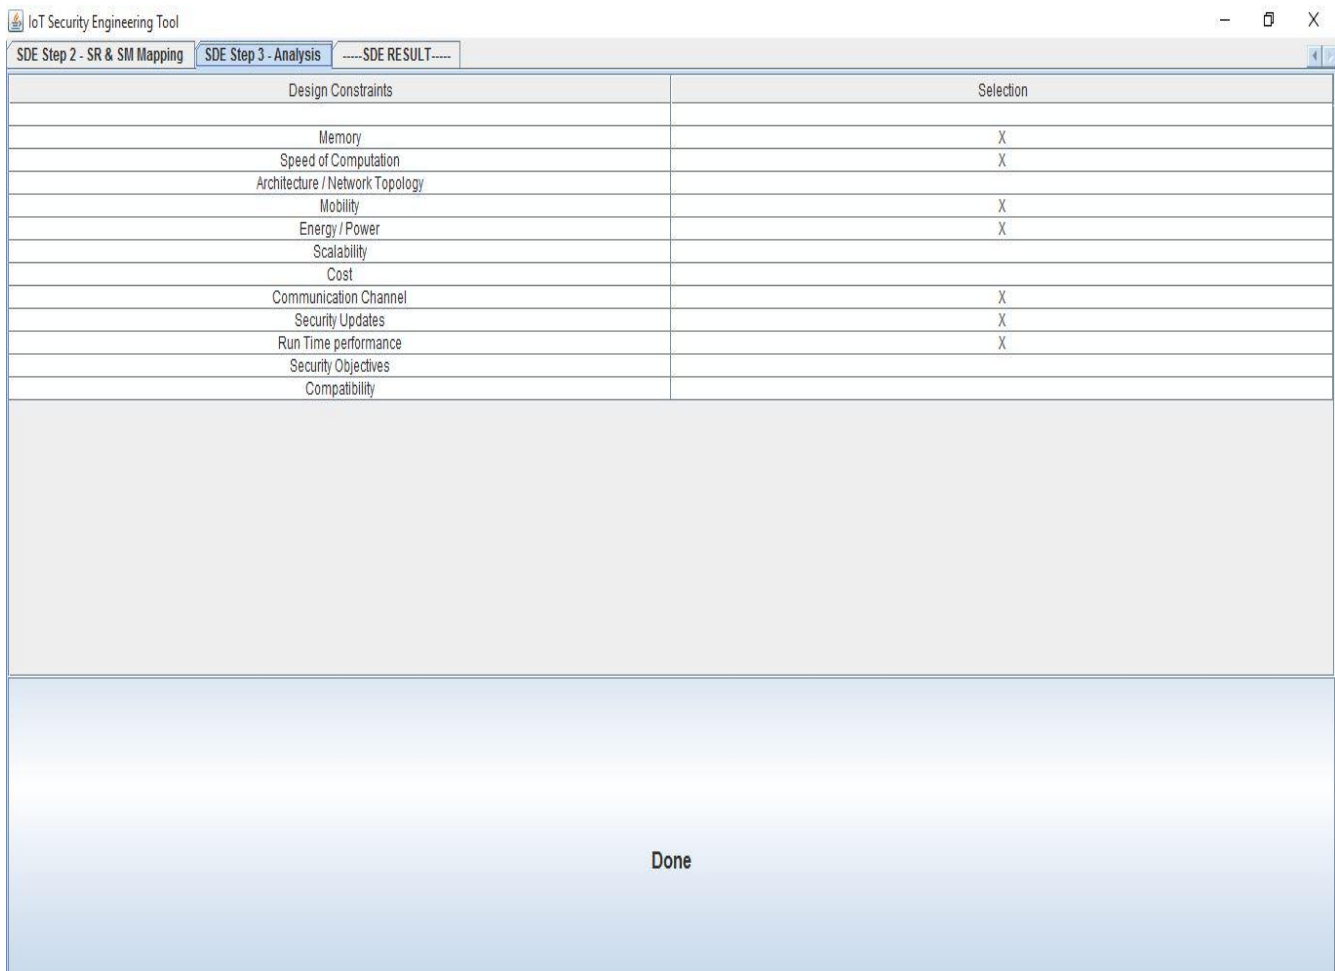 IoT Security Engineering Tool
SDE Step 2 - SR & SM Mapping SDE Step 3 - Analysis -----SDE RESULT-----
Design Constraints Selection
Memory X
Speed of Computation X
Architecture / Network Topology
Mobility X
Energy / Power X
Scalability
Cost
Communication Channel X
Security Updates X
Run Time performance X
Security Objectives
Compatibility
Done